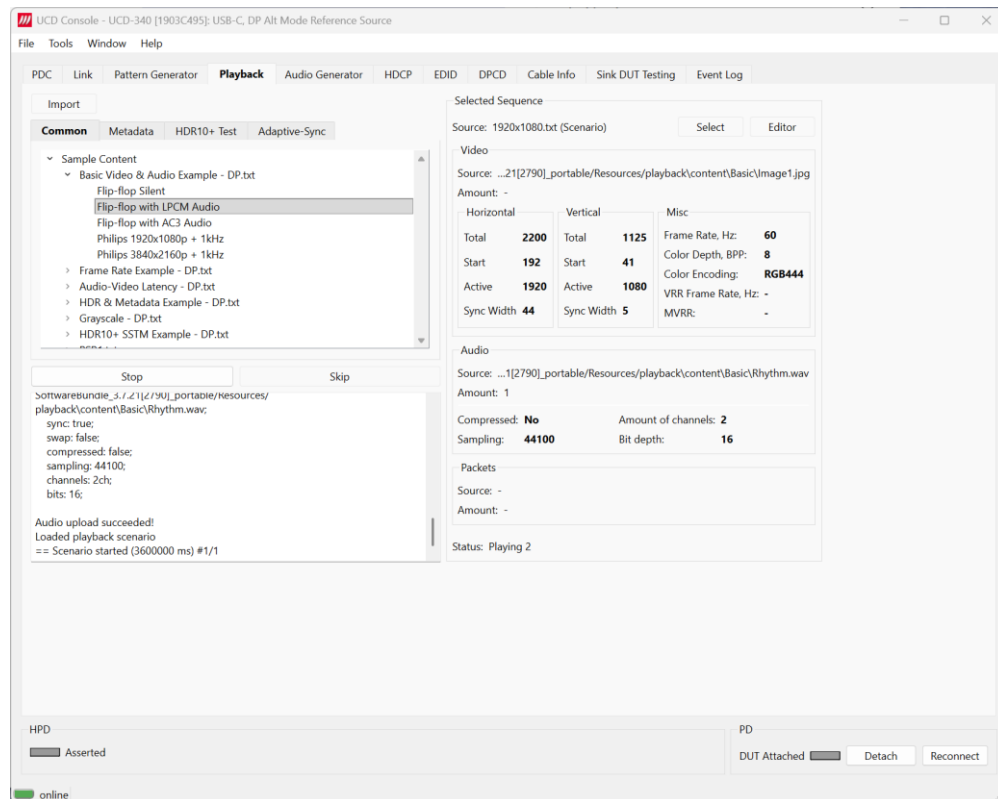 UCD Console - UCD-340 [1903C495]: USB-C, DP Alt Mode Reference Source
File Tools Window Help
PDC Link Pattern Generator Playback Audio Generator HDCP EDID DPCD Cable Info Sink DUT Testing Event Log
Import
Common Metadata HDR10+ Test Adaptive-Sync
Sample Content
Basic Video & Audio Example - DP.txt
Flip-flop Silent
Flip-flop with LPCM Audio
Flip-flop with AC3 Audio
Philips 1920x1080p + 1kHz
Philips 3840x2160p + 1kHz
Frame Rate Example - DP.txt
Audio-Video Latency - DP.txt
HDR & Metadata Example - DP.txt
Grayscale - DP.txt
HDR10+ SSTM Example - DP.txt
Stop Skip
SoftwareBundle_3.7.21[2790]_portable/Resources/
playback\content\Basic\Rhythm.wav;
sync: true;
swap: false;
compressed: false;
sampling: 44100;
channels: 2ch;
bits: 16;
Audio upload succeeded!
Loaded playback scenario
== Scenario started (3600000 ms) #1/1
Selected Sequence
Source: 1920x1080.txt (Scenario) Select Editor
Video
Source: ...21[2790]_portable/Resources/playback\content\Basic\Image1.jpg
Amount: -
Horizontal
Total 2200
Start 192
Active 1920
Sync Width 44
Vertical
Total 1125
Start 41
Active 1080
Sync Width 5
Misc
Frame Rate, Hz: 60
Color Depth, BPP: 8
Color Encoding: RGB444
VRR Frame Rate, Hz: -
MVRR: -
Audio
Source: ...1[2790]_portable/Resources/playback\content\Basic\Rhythm.wav
Amount: 1
Compressed: No Amount of channels: 2
Sampling: 44100 Bit depth: 16
Packets
Source: -
Amount: -
Status: Playing 2
HPD
Asserted
PD
DUT Attached Detach Reconnect
online